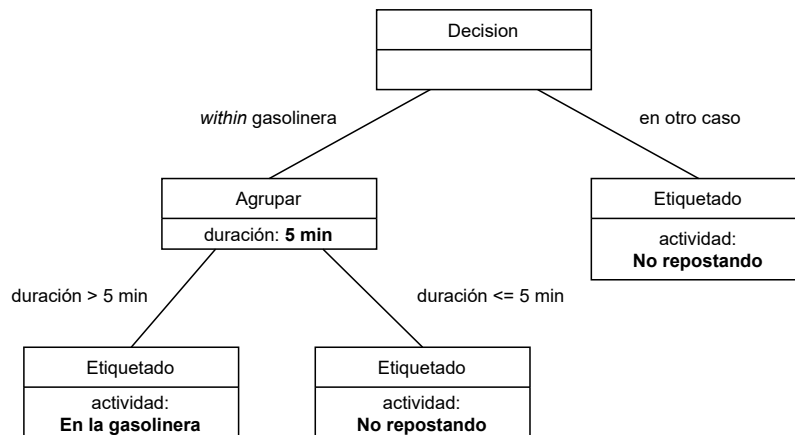 Decision
within gasolinera
en otro caso
Agrupar
duración: 5 min
Etiquetado
actividad:
No repostando
duración > 5 min
duración <= 5 min
Etiquetado
actividad:
En la gasolinera
Etiquetado
actividad:
No repostando